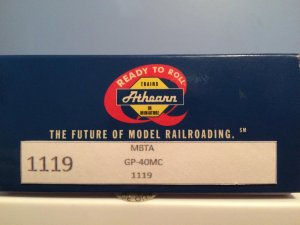 READY TO ROLL
TRAINS
Athearn
IN
MINIATURE
THE FUTURE OF MODEL RAILROADING. SM
MBTA
1119
GP-40MC
1119